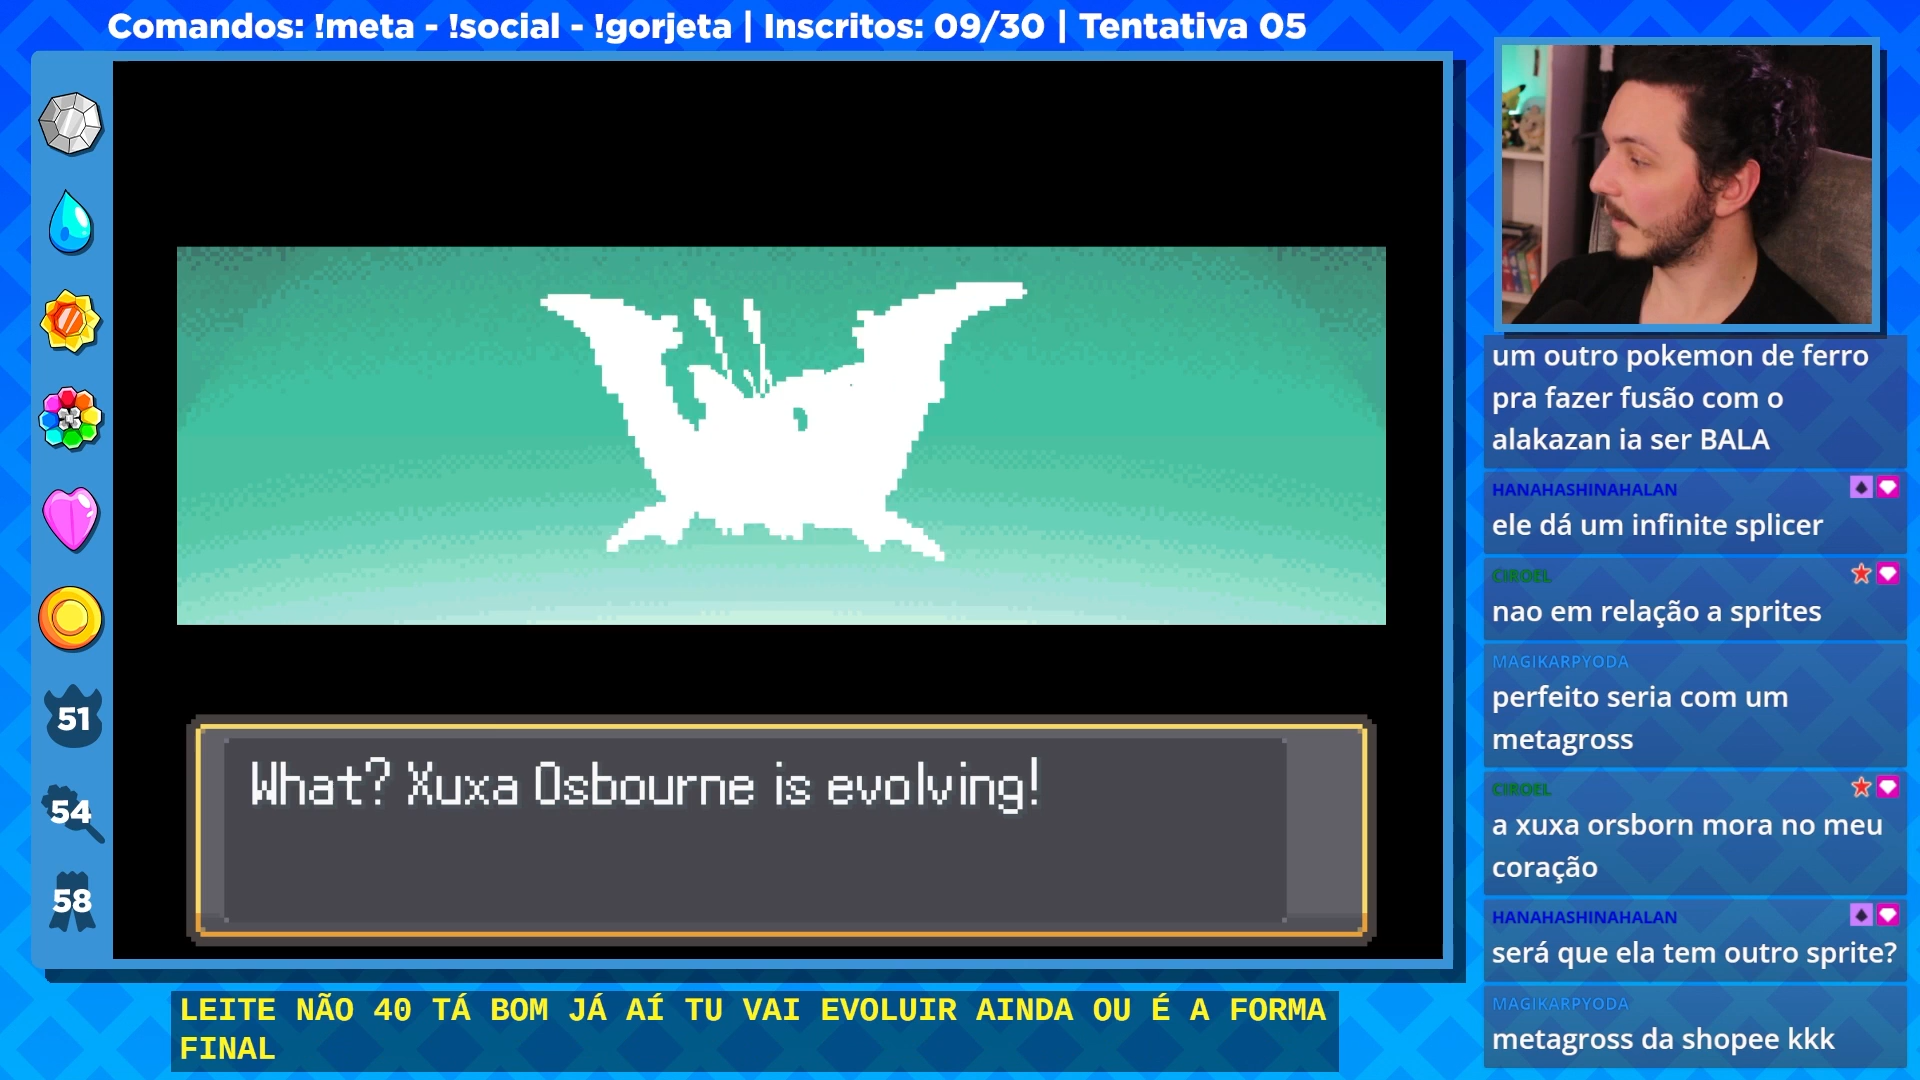 Comandos: !meta - !social - !gorjeta | Inscritos: 09/30 | Tentativa 05
51
54
58
What? Xuxa Osbourne is evolving!
LEITE NÃO 40 TÁ BOM JÁ AÍ TU VAI EVOLUIR AINDA OU É A FORMA
FINAL
um outro pokemon de ferro
pra fazer fusão com o
alakazan ia ser BALA
HANAHASHINAHALAN
ele dá um infinite splicer
CIROEL
nao em relação a sprites
MAGIKARPYODA
perfeito seria com um
metagross
CIROEL
a xuxa orsborn mora no meu
coração
HANAHASHINAHALAN
será que ela tem outro sprite?
MAGIKARPYODA
metagross da shopee kkk